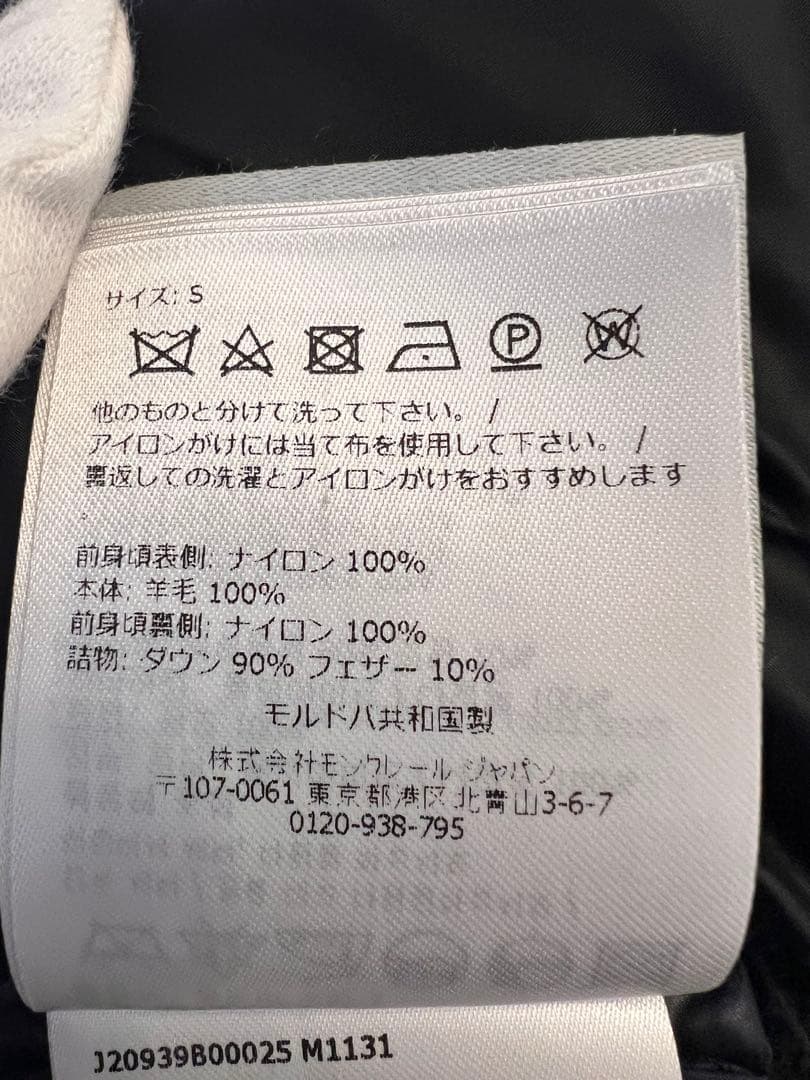 サイズ: S
P
W
他のものと分けて洗って下さい。 /
アイロンがけには当て布を使用して下さい。 /
裏返しての洗濯とアイロンがけをおすすめします
。
前身頃表側: ナイロン 100%
本体: 羊毛 100%
前身頃裏側: ナイロン 100%
詰物: ダウン 90% フェザー 10%
モルドバ共和国製
株式会社モンクレール ジャパン
〒107-0061 東京都港区北青山3-6-7
0120-938-795
J20939B00025 M1131